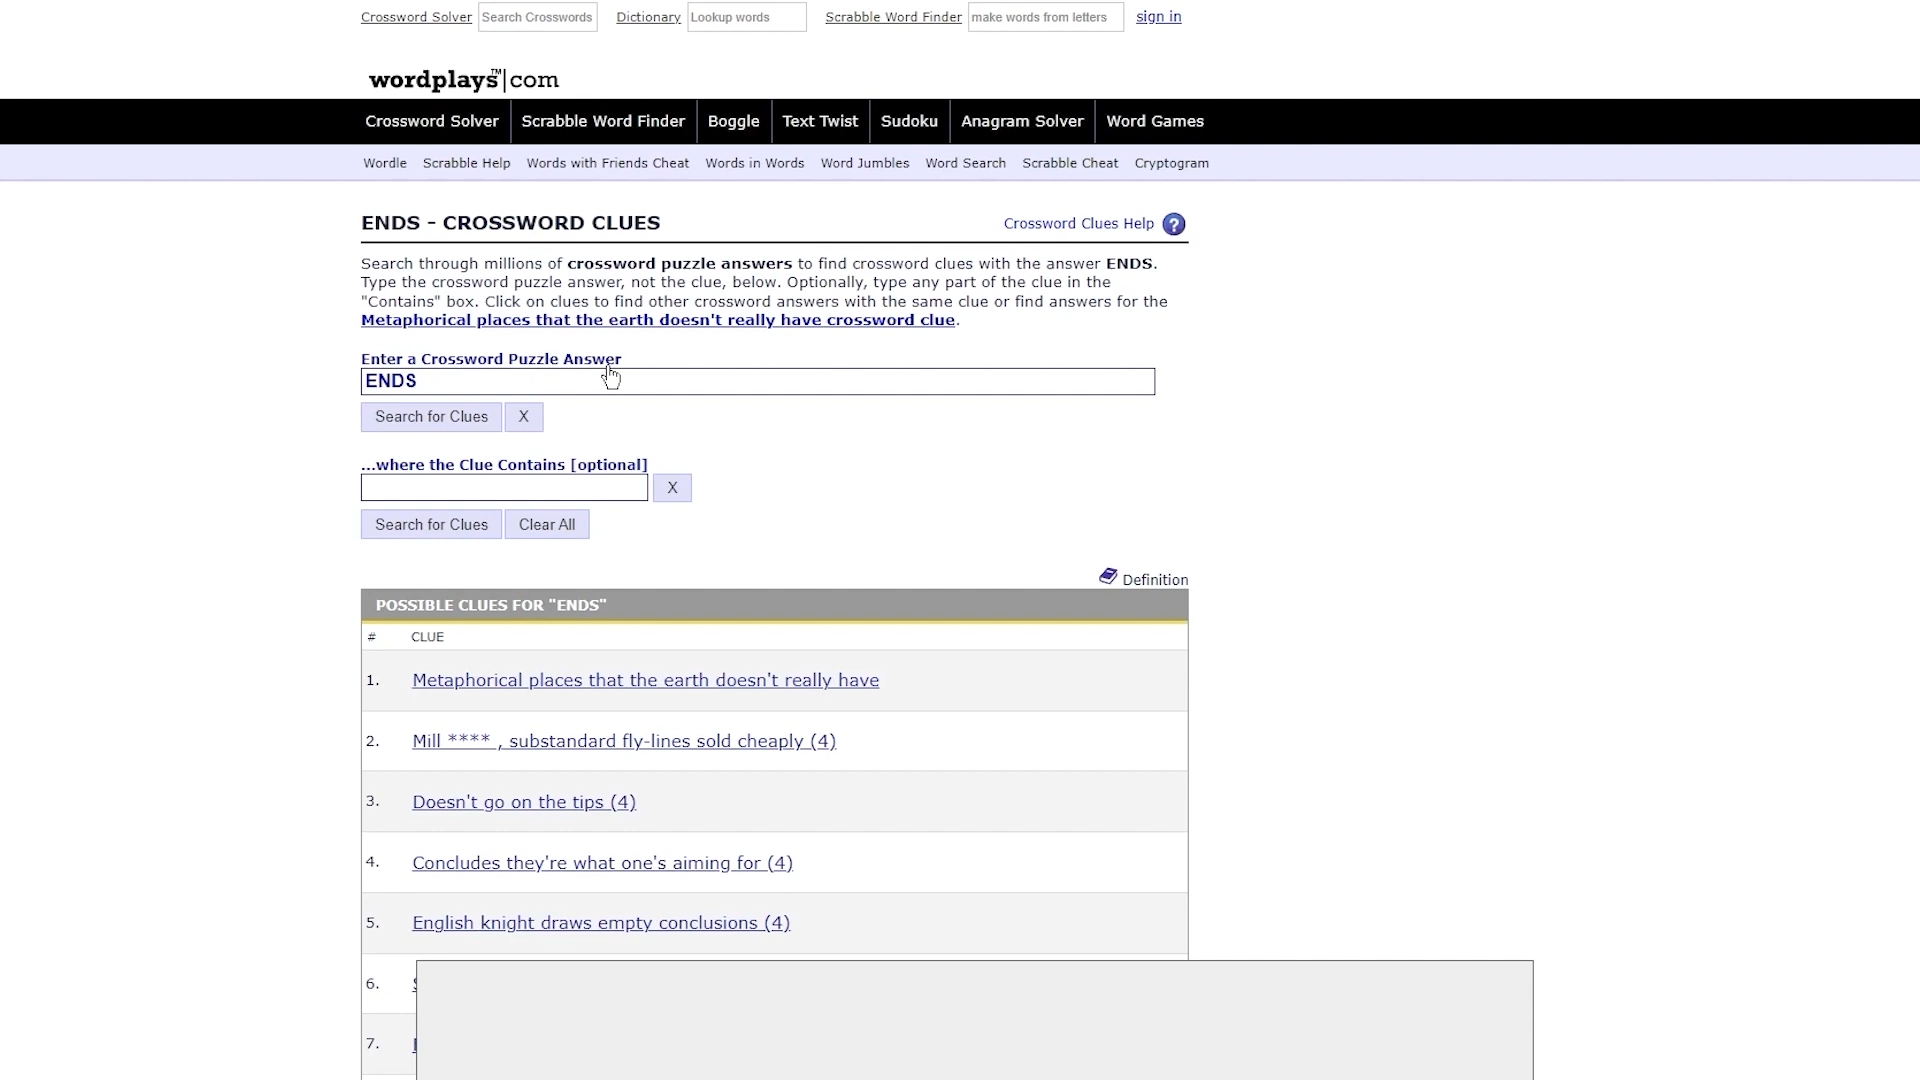 Crossword Solver Search Crosswords Dictionary Lookup words Scrabble Word Finder make words from letters sign in
wordplays™|com
Crossword Solver Scrabble Word Finder Boggle Text Twist Sudoku Anagram Solver Word Games
Wordle Scrabble Help Words with Friends Cheat Words in Words Word Jumbles Word Search Scrabble Cheat Cryptogram
ENDS - CROSSWORD CLUES
Crossword Clues Help ?
Search through millions of crossword puzzle answers to find crossword clues with the answer ENDS.
Type the crossword puzzle answer, not the clue, below. Optionally, type any part of the clue in the
"Contains" box. Click on clues to find other crossword answers with the same clue or find answers for the
Metaphorical places that the earth doesn't really have crossword clue.
Enter a Crossword Puzzle Answer
ENDS
Search for Clues X
...where the Clue Contains [optional]
X
Search for Clues Clear All
Definition
POSSIBLE CLUES FOR "ENDS"
# CLUE
1. Metaphorical places that the earth doesn't really have
2. Mill **** , substandard fly-lines sold cheaply (4)
3. Doesn't go on the tips (4)
4. Concludes they're what one's aiming for (4)
5. English knight draws empty conclusions (4)
6.
7.